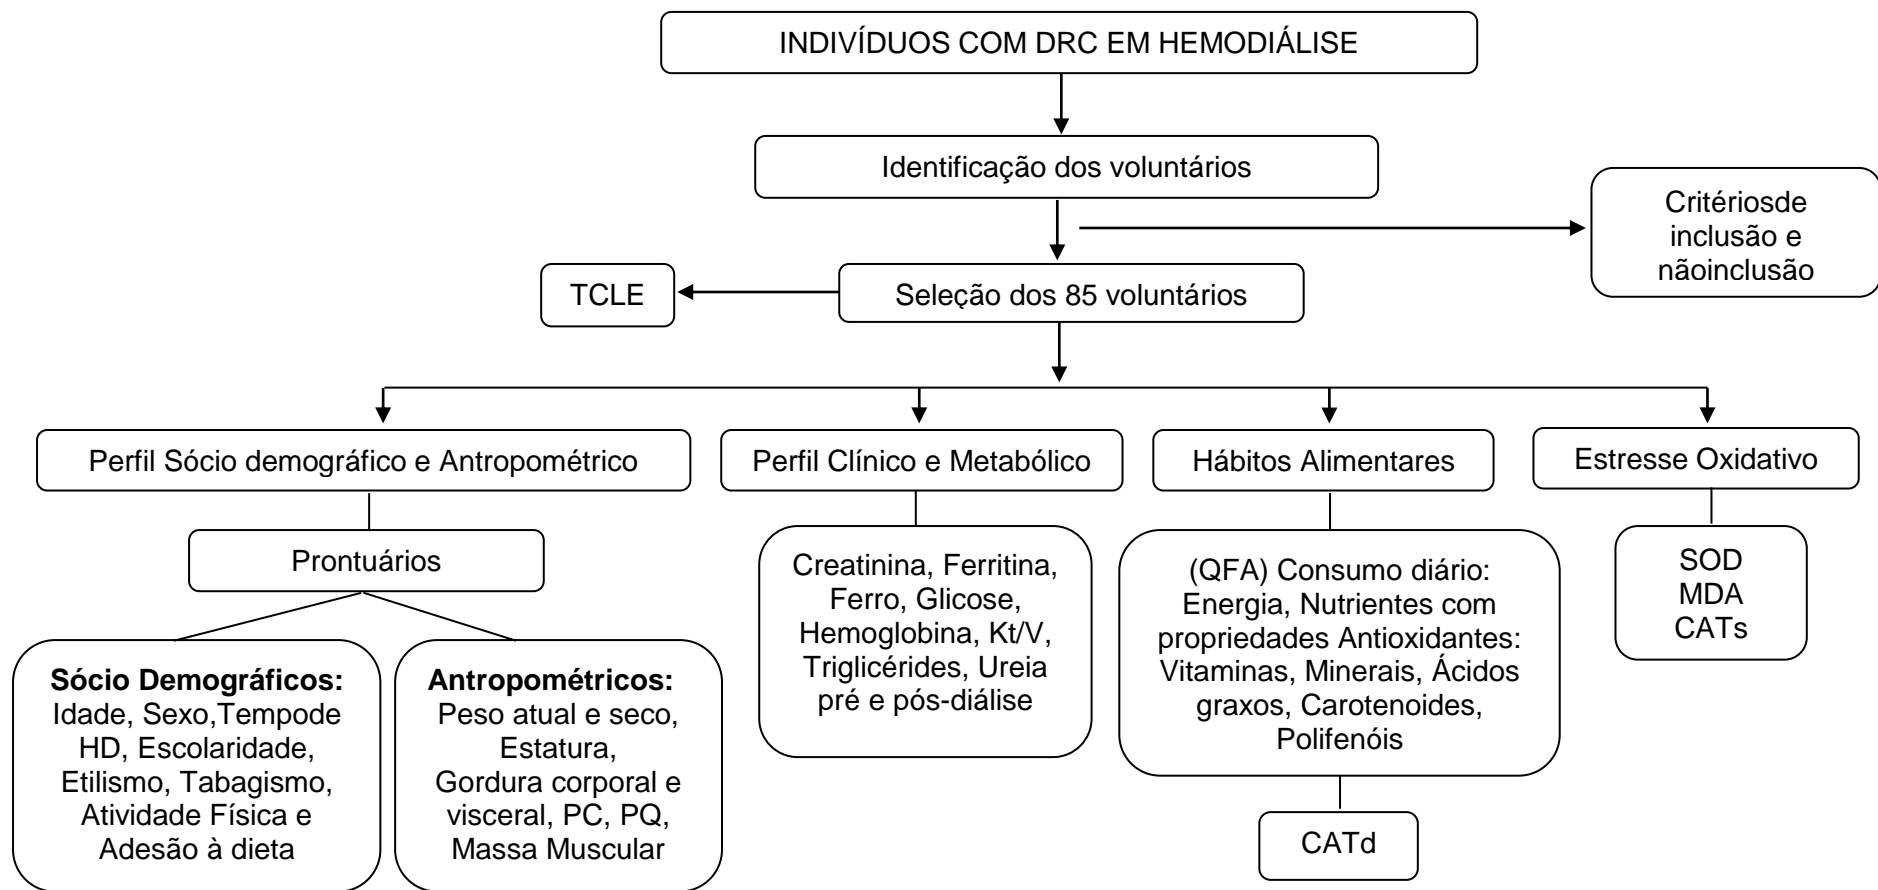 INDIVÍDUOS COM DRC EM HEMODIÁLISE
Identificação dos voluntários
Critériosde
inclusão e
nãoinclusão
TCLE
Seleção dos 85 voluntários
Perfil Sócio demográfico e Antropométrico
Perfil Clínico e Metabólico
Hábitos Alimentares
Estresse Oxidativo
Prontuários
Sócio Demográficos:
Idade, Sexo,Tempode
HD, Escolaridade,
Etilismo, Tabagismo,
Atividade Física e
Adesão à dieta
Antropométricos:
Peso atual e seco,
Estatura,
Gordura corporal e
visceral, PC, PQ,
Massa Muscular
Creatinina, Ferritina,
Ferro, Glicose,
Hemoglobina, Kt/V,
Triglicérides, Ureia
pré e pós-diálise
(QFA) Consumo diário:
Energia, Nutrientes com
propriedades Antioxidantes:
Vitaminas, Minerais, Ácidos
graxos, Carotenoides,
Polifenóis
CATd
SOD
MDA
CATs